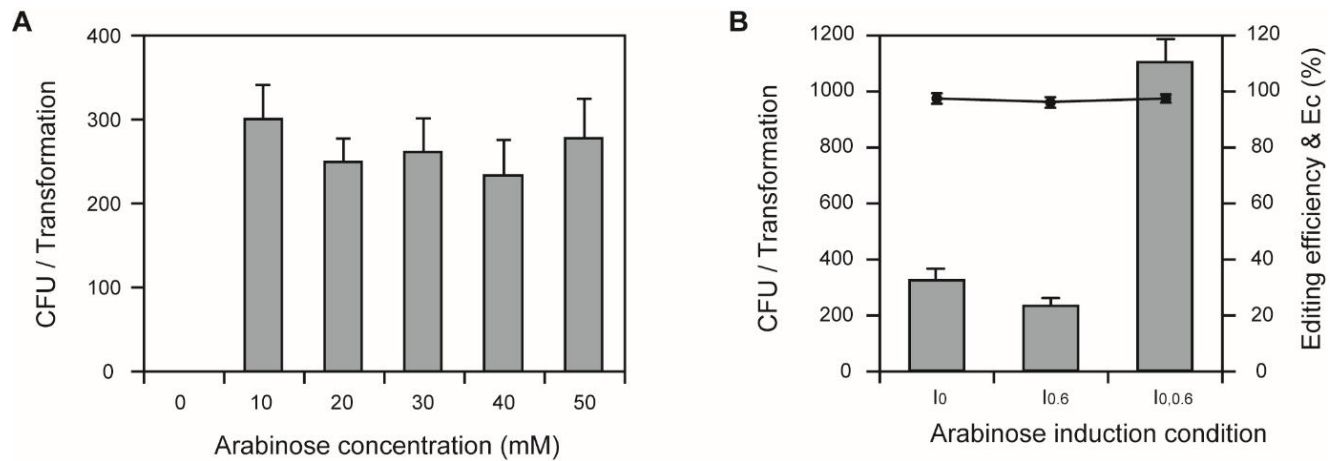 A
400
300
200
100
0
CFU / Transformation
0 10 20 30 40 50
Arabinose concentration (mM)
B
1200
1000
800
600
400
200
0
CFU / Transformation
120
100
80
60
40
20
0
Editing efficiency & Ec (%)
I0 I0.6 I0,0.6
Arabinose induction condition